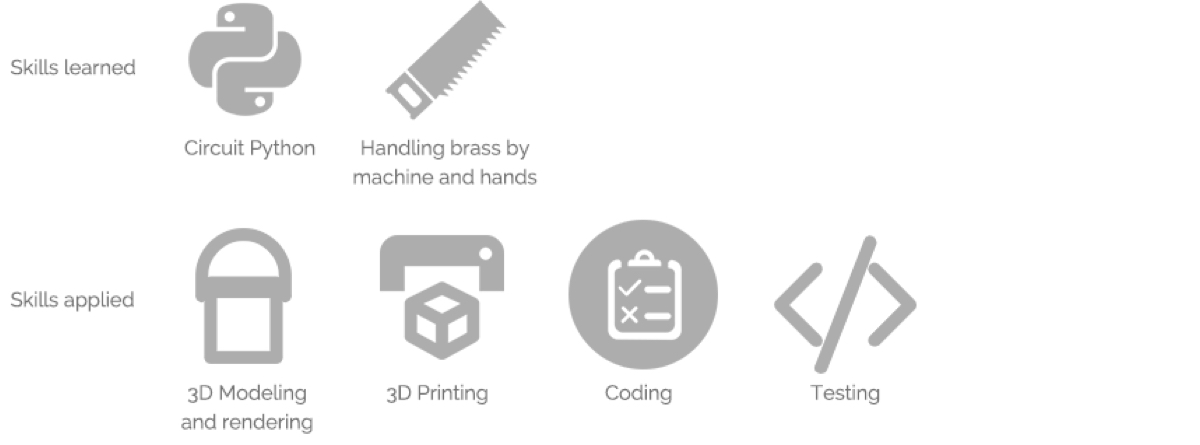 Skills learned
Circuit Python
Handling brass by
machine and hands
Skills applied
3D Modeling
and rendering
3D Printing
Coding
Testing